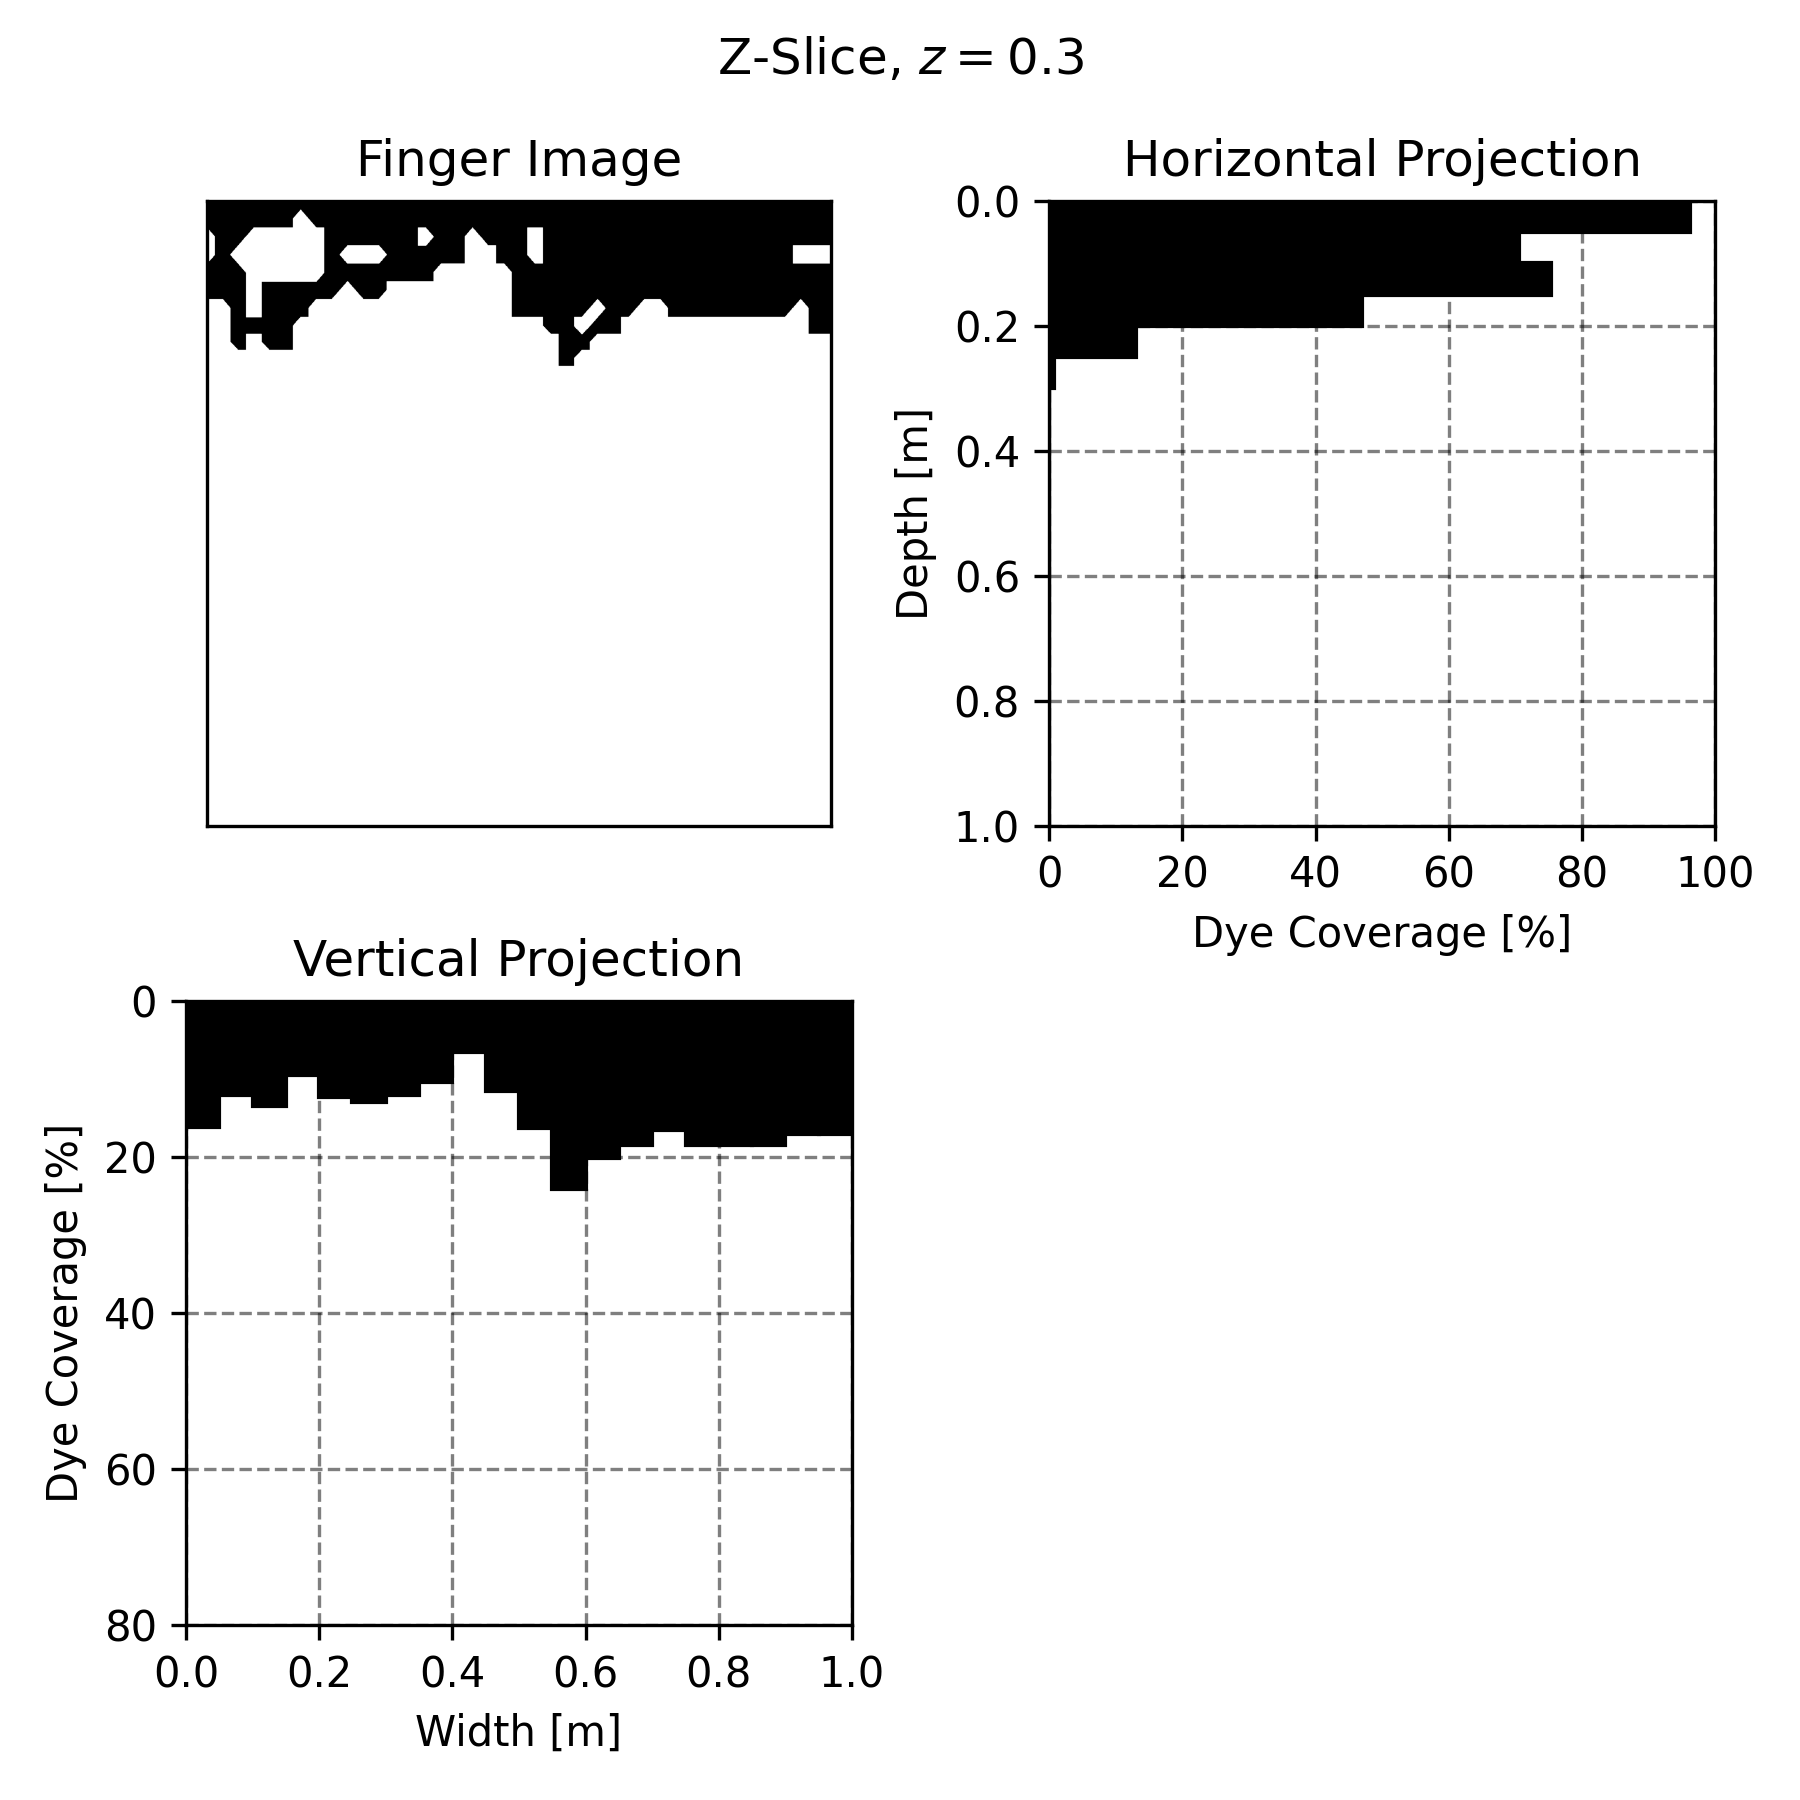 Z-Slice, z = 0.3
Finger Image
Horizontal Projection
0.0
0.2
0.4
0.6
0.8
1.0
Depth [m]
0 20 40 60 80 100
Dye Coverage [%]
Vertical Projection
0
20
40
60
80
Dye Coverage [%]
0.0 0.2 0.4 0.6 0.8 1.0
Width [m]